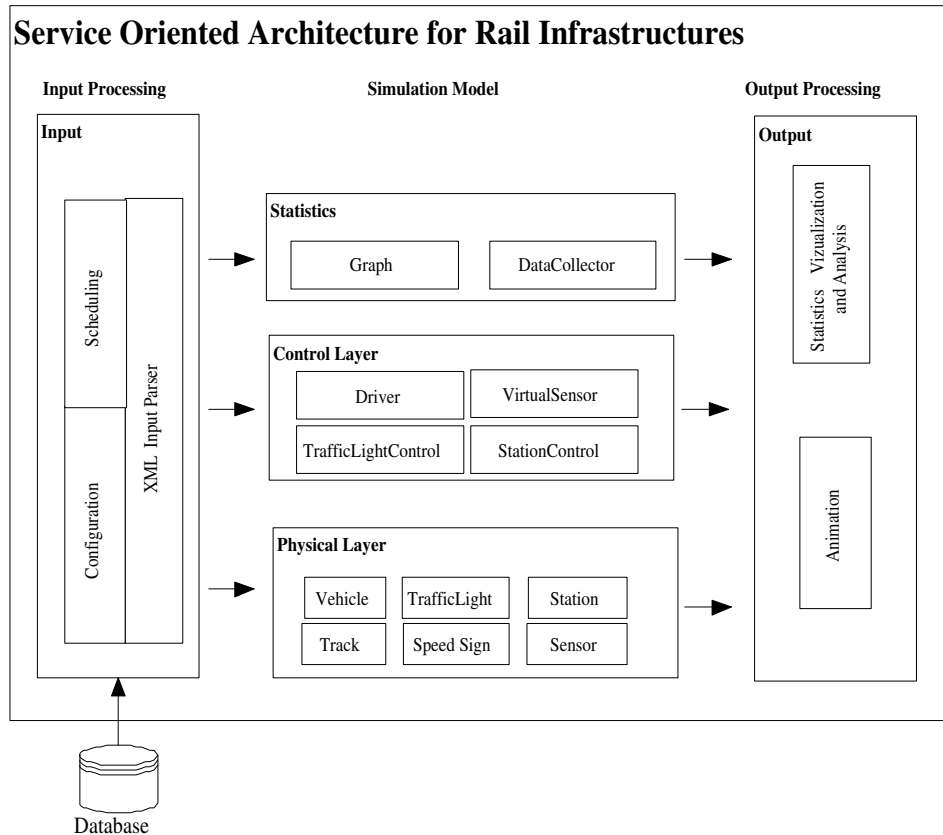 Service Oriented Architecture for Rail Infrastructures
Input Processing
Simulation Model
Output Processing
Input
Scheduling
Configuration
XML Input Parser
Statistics
Graph
DataCollector
Control Layer
Driver
VirtualSensor
TrafficLightControl
StationControl
Physical Layer
Vehicle
TrafficLight
Station
Track
Speed Sign
Sensor
Output
Statistics Vizualization
and Analysis
Animation
Database